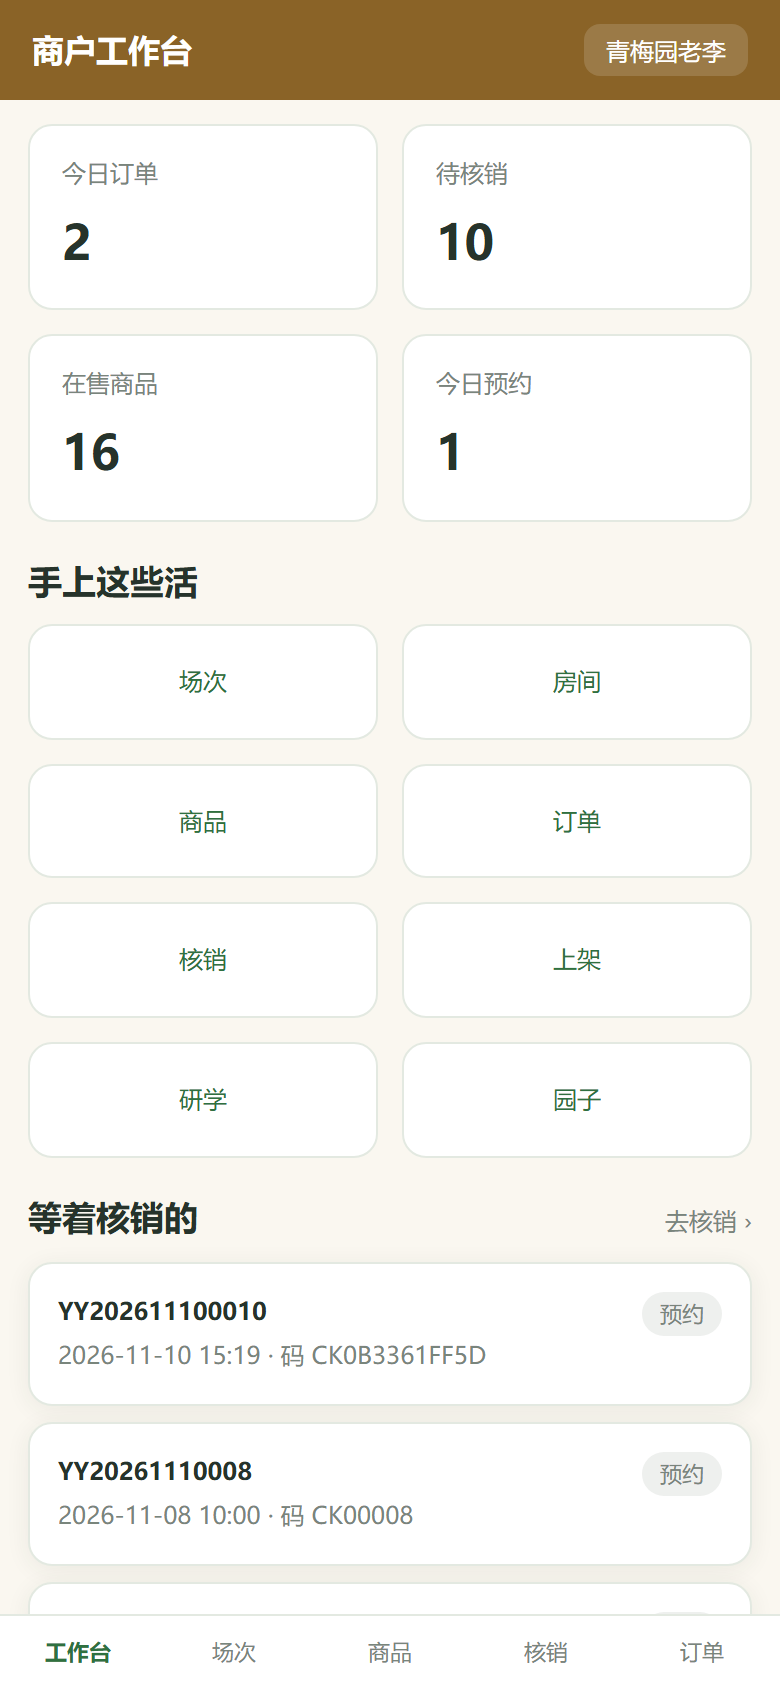 商户工作台
青梅园老李
今日订单
2
待核销
10
在售商品
16
今日预约
1
手上这些活
场次
房间
商品
订单
核销
上架
研学
园子
等着核销的
去核销 ›
YY202611100010
预约
2026-11-10 15:19 · 码 CK0B3361FF5D
YY20261110008
预约
2026-11-08 10:00 · 码 CK00008
工作台
场次
商品
核销
订单